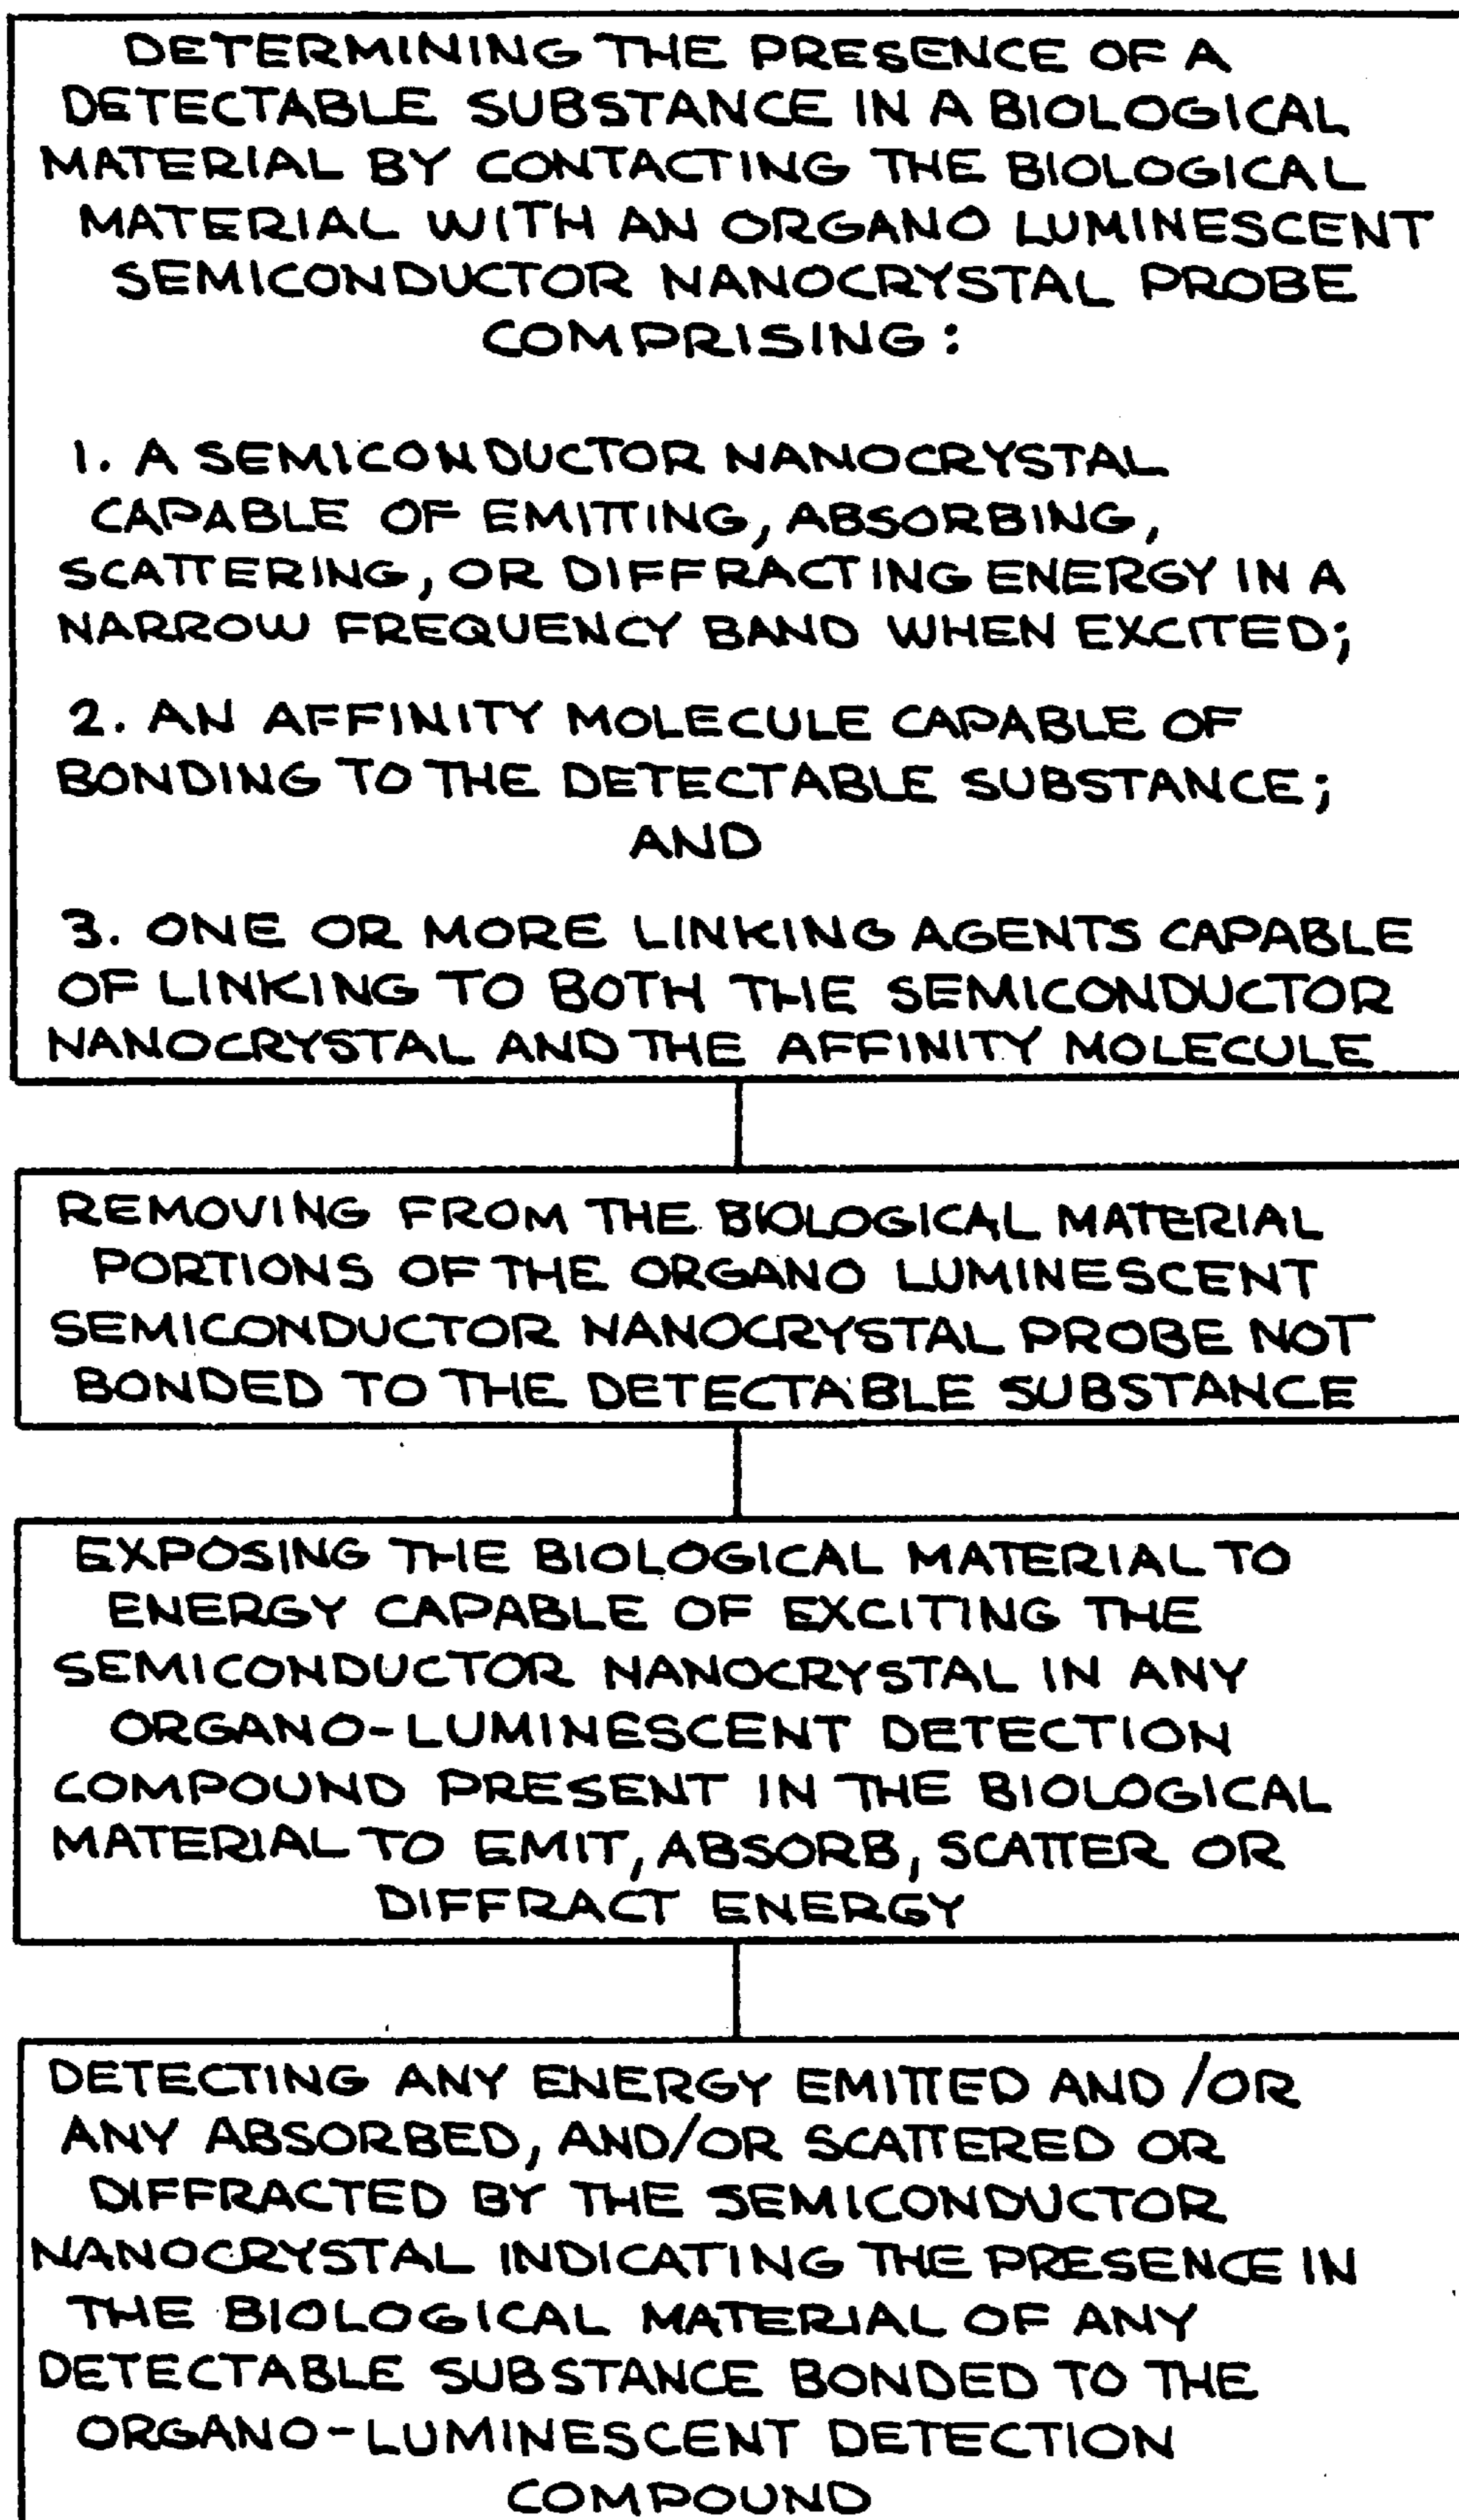 DETERMINING THE PRESENCE OF A
DETECTABLE SUBSTANCE IN A BIOLOGICAL
MATERIAL BY CONTACTING THE BIOLOGICAL
MATERIAL WITH AN ORGANO LUMINESCENT
SEMICONDUCTOR NANOCRYSTAL PROBE
COMPRISING:
1. A SEMICONDUCTOR NANOCRYSTAL
CAPABLE OF EMITTING, ABSORBING,
SCATTERING, OR DIFFRACTING ENERGY IN A
NARROW FREQUENCY BAND WHEN EXCITED;
2. AN AFFINITY MOLECULE CAPABLE OF
BONDING TO THE DETECTABLE SUBSTANCE;
AND
3. ONE OR MORE LINKING AGENTS CAPABLE
OF LINKING TO BOTH THE SEMICONDUCTOR
NANOCRYSTAL AND THE AFFINITY MOLECULE
REMOVING FROM THE BIOLOGICAL MATERIAL
PORTIONS OF THE ORGANO LUMINESCENT
SEMICONDUCTOR NANOCRYSTAL PROBE NOT
BONDED TO THE DETECTABLE SUBSTANCE
EXPOSING THE BIOLOGICAL MATERIAL TO
ENERGY CAPABLE OF EXCITING THE
SEMICONDUCTOR NANOCRYSTAL IN ANY
ORGANO-LUMINESCENT DETECTION
COMPOUND PRESENT IN THE BIOLOGICAL
MATERIAL TO EMIT, ABSORB, SCATTER OR
DIFFRACT ENERGY
DETECTING ANY ENERGY EMITTED AND/OR
ANY ABSORBED, AND/OR SCATTERED OR
DIFFRACTED BY THE SEMICONDUCTOR
NANOCRYSTAL INDICATING THE PRESENCE IN
THE BIOLOGICAL MATERIAL OF ANY
DETECTABLE SUBSTANCE BONDED TO THE
ORGANO-LUMINESCENT DETECTION
COMPOUND